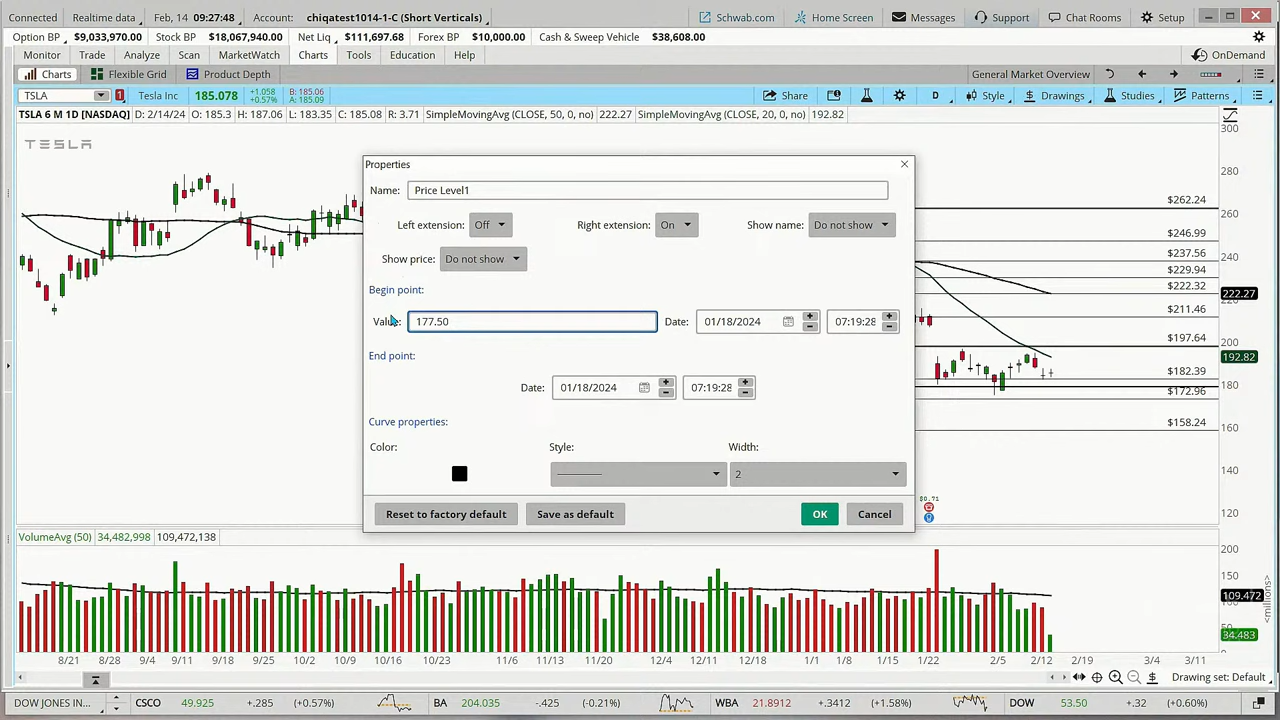 Connected Realtime data Feb, 14 09:27:48 Account: chiqatest1014-1-C (Short Verticals) Schwab.com Home Screen Messages Support Chat Rooms Setup
Option BP $9,033,970.00 Stock BP $18,067,940.00 Net Liq $111,697.68 Forex BP $10,000.00 Cash & Sweep Vehicle $38,608.00
Monitor Trade Analyze Scan MarketWatch Charts Tools Education Help OnDemand
Charts Flexible Grid Product Depth General Market Overview
TSLA 1 Tesla Inc 185.078 +1.058 +0.57% B: 185.06 A: 185.09 Share D Style Drawings Studies Patterns
TSLA 6 M 1D [NASDAQ] D: 2/14/24 O: 185.3 H: 187.06 L: 183.35 C: 185.08 R: 3.71 SimpleMovingAvg (CLOSE, 50, 0, no) 222.27 SimpleMovingAvg (CLOSE, 20, 0, no) 192.82
300
TESLA
280
Properties
Name: Price Level1
$262.24
260
Left extension: Off Right extension: On Show name: Do not show
$246.99
$237.56
240
Show price: Do not show
$229.94
$222.32
222.27
Begin point:
$211.46
Value: 177.50 Date: 01/18/2024 07:19:28
$197.64
200
End point:
192.82
$182.39
180
Date: 01/18/2024 07:19:28
$172.96
$158.24
160
Curve properties:
Color: Style: Width:
140
2
$0.71
120
Reset to factory default Save as default OK Cancel
VolumeAvg (50) 34,482,998 109,472,138
200
150
109.472
<millions>
50
34.483
8/21 8/28 9/4 9/11 9/18 9/25 10/2 10/9 10/16 10/23 11/6 11/13 11/20 12/4 12/11 12/18 1/1 1/8 1/22 2/5 2/12 2/19 3/4 3/11
Drawing set: Default
DOW JONES IN... CSCO 49.925 +.285 (+0.57%) BA 204.035 -.425 (-0.21%) WBA 21.8912 +.3412 (+1.58%) DOW 53.50 +.32 (+0.60%)